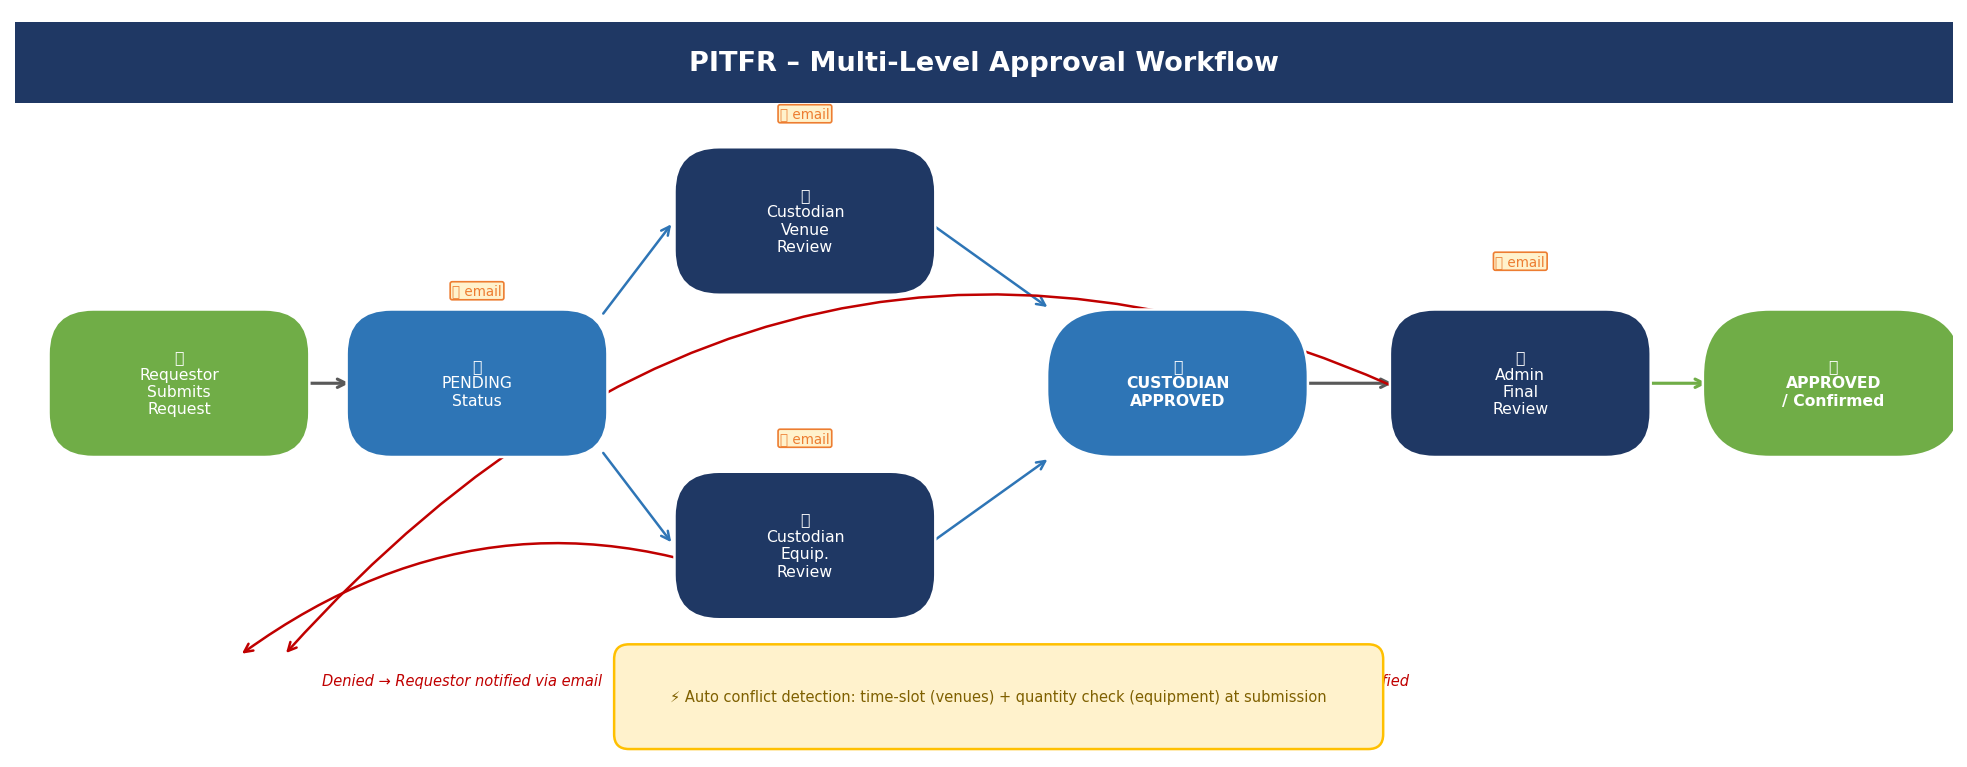 PITFR – Multi-Level Approval Workflow
email
Custodian
Venue
Review
email
email
Requestor
Submits
Request
PENDING
Status
CUSTODIAN
APPROVED
Admin
Final
Review
APPROVED
/ Confirmed
email
Custodian
Equip.
Review
Denied → Requestor notified via email
⚡ Auto conflict detection: time-slot (venues) + quantity check (equipment) at submission